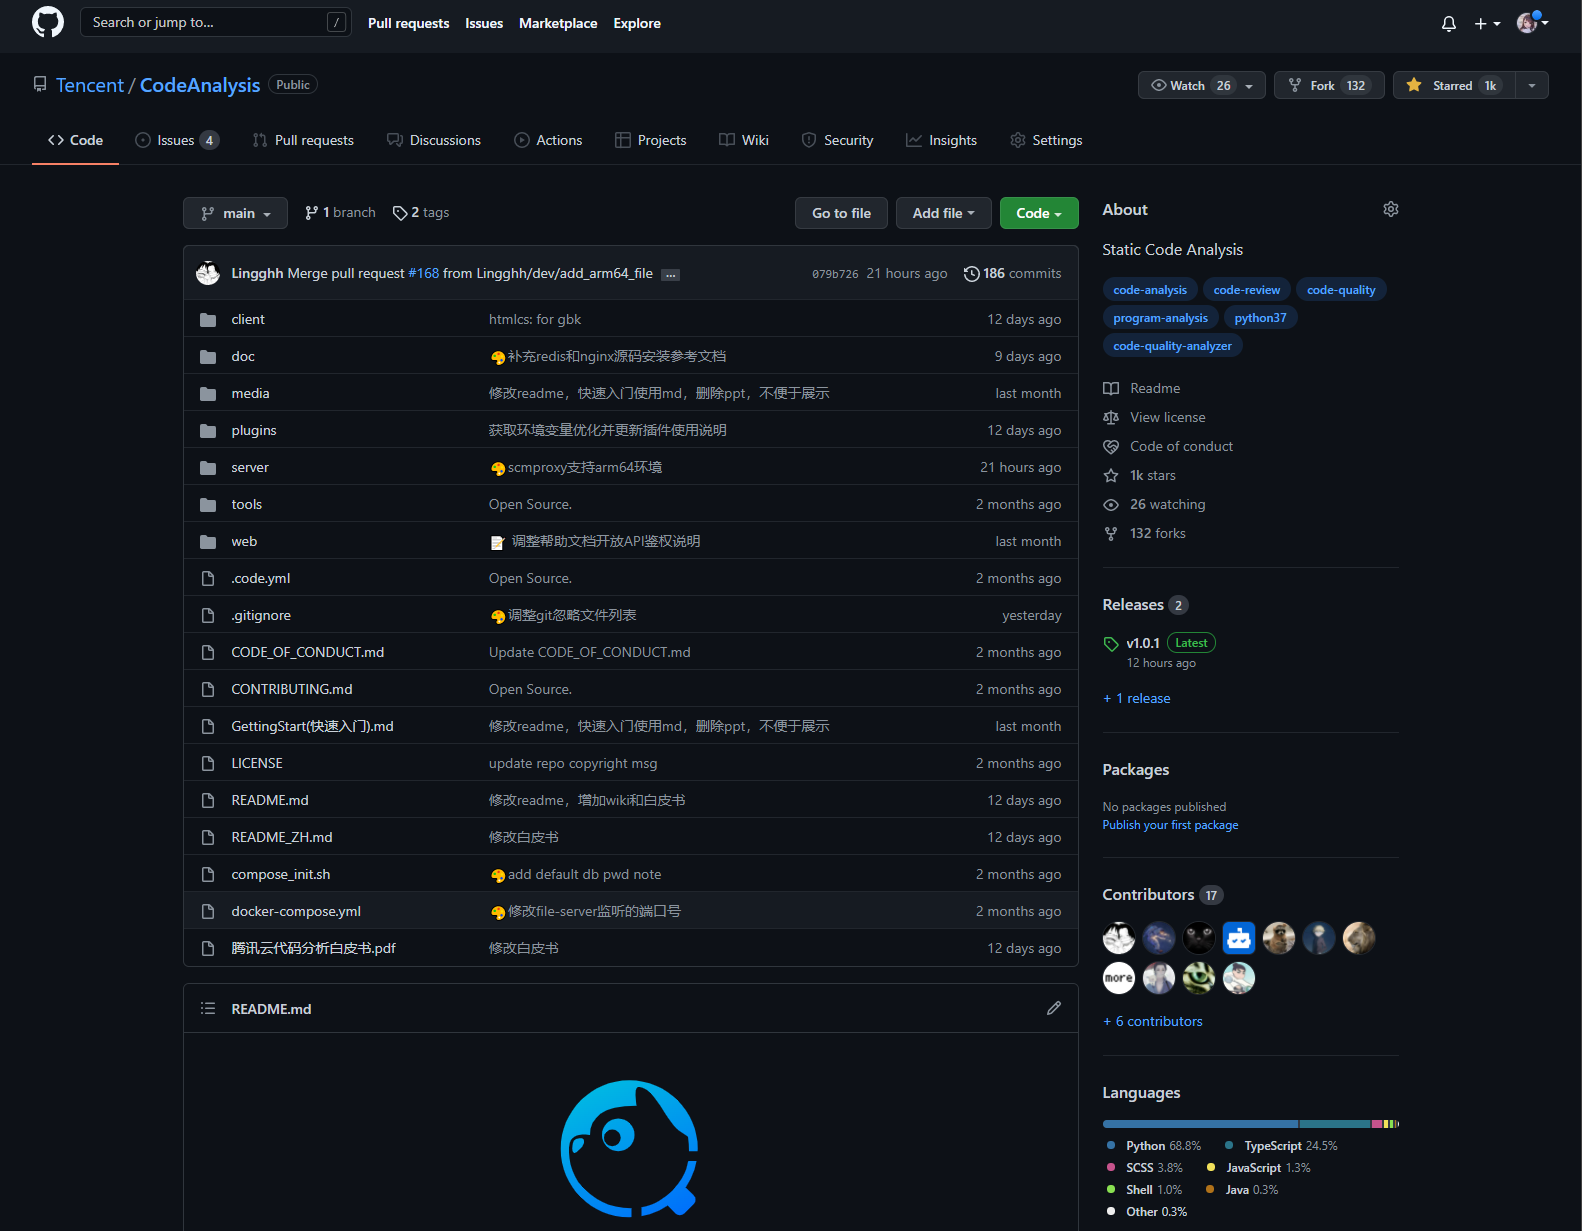 Search or jump to... /
Pull requests Issues Marketplace Explore
Tencent / CodeAnalysis Public
Watch 26 Fork 132 Starred 1k
Code Issues 4 Pull requests Discussions Actions Projects Wiki Security Insights Settings
main 1 branch 2 tags Go to file Add file Code
Lingghh Merge pull request #168 from Lingghh/dev/add_arm64_file ... 079b726 21 hours ago 186 commits
client htmlcs: for gbk 12 days ago
doc 补充redis和nginx源码安装参考文档 9 days ago
media 修改readme，快速入门使用md，删除ppt，不便于展示 last month
plugins 获取环境变量优化并更新插件使用说明 12 days ago
server scmproxy支持arm64环境 21 hours ago
tools Open Source. 2 months ago
web 调整帮助文档开放API鉴权说明 last month
.code.yml Open Source. 2 months ago
.gitignore 调整git忽略文件列表 yesterday
CODE_OF_CONDUCT.md Update CODE_OF_CONDUCT.md 2 months ago
CONTRIBUTING.md Open Source. 2 months ago
GettingStart(快速入门).md 修改readme，快速入门使用md，删除ppt，不便于展示 last month
LICENSE update repo copyright msg 2 months ago
README.md 修改readme，增加wiki和白皮书 12 days ago
README_ZH.md 修改白皮书 12 days ago
compose_init.sh add default db pwd note 2 months ago
docker-compose.yml 修改file-server监听的端口号 2 months ago
腾讯云代码分析白皮书.pdf 修改白皮书 12 days ago
README.md
About
Static Code Analysis
code-analysis code-review code-quality
program-analysis python37
code-quality-analyzer
Readme
View license
Code of conduct
1k stars
26 watching
132 forks
Releases 2
v1.0.1 Latest
12 hours ago
+ 1 release
Packages
No packages published
Publish your first package
Contributors 17
more
+ 6 contributors
Languages
Python 68.8% TypeScript 24.5%
SCSS 3.8% JavaScript 1.3%
Shell 1.0% Java 0.3%
Other 0.3%